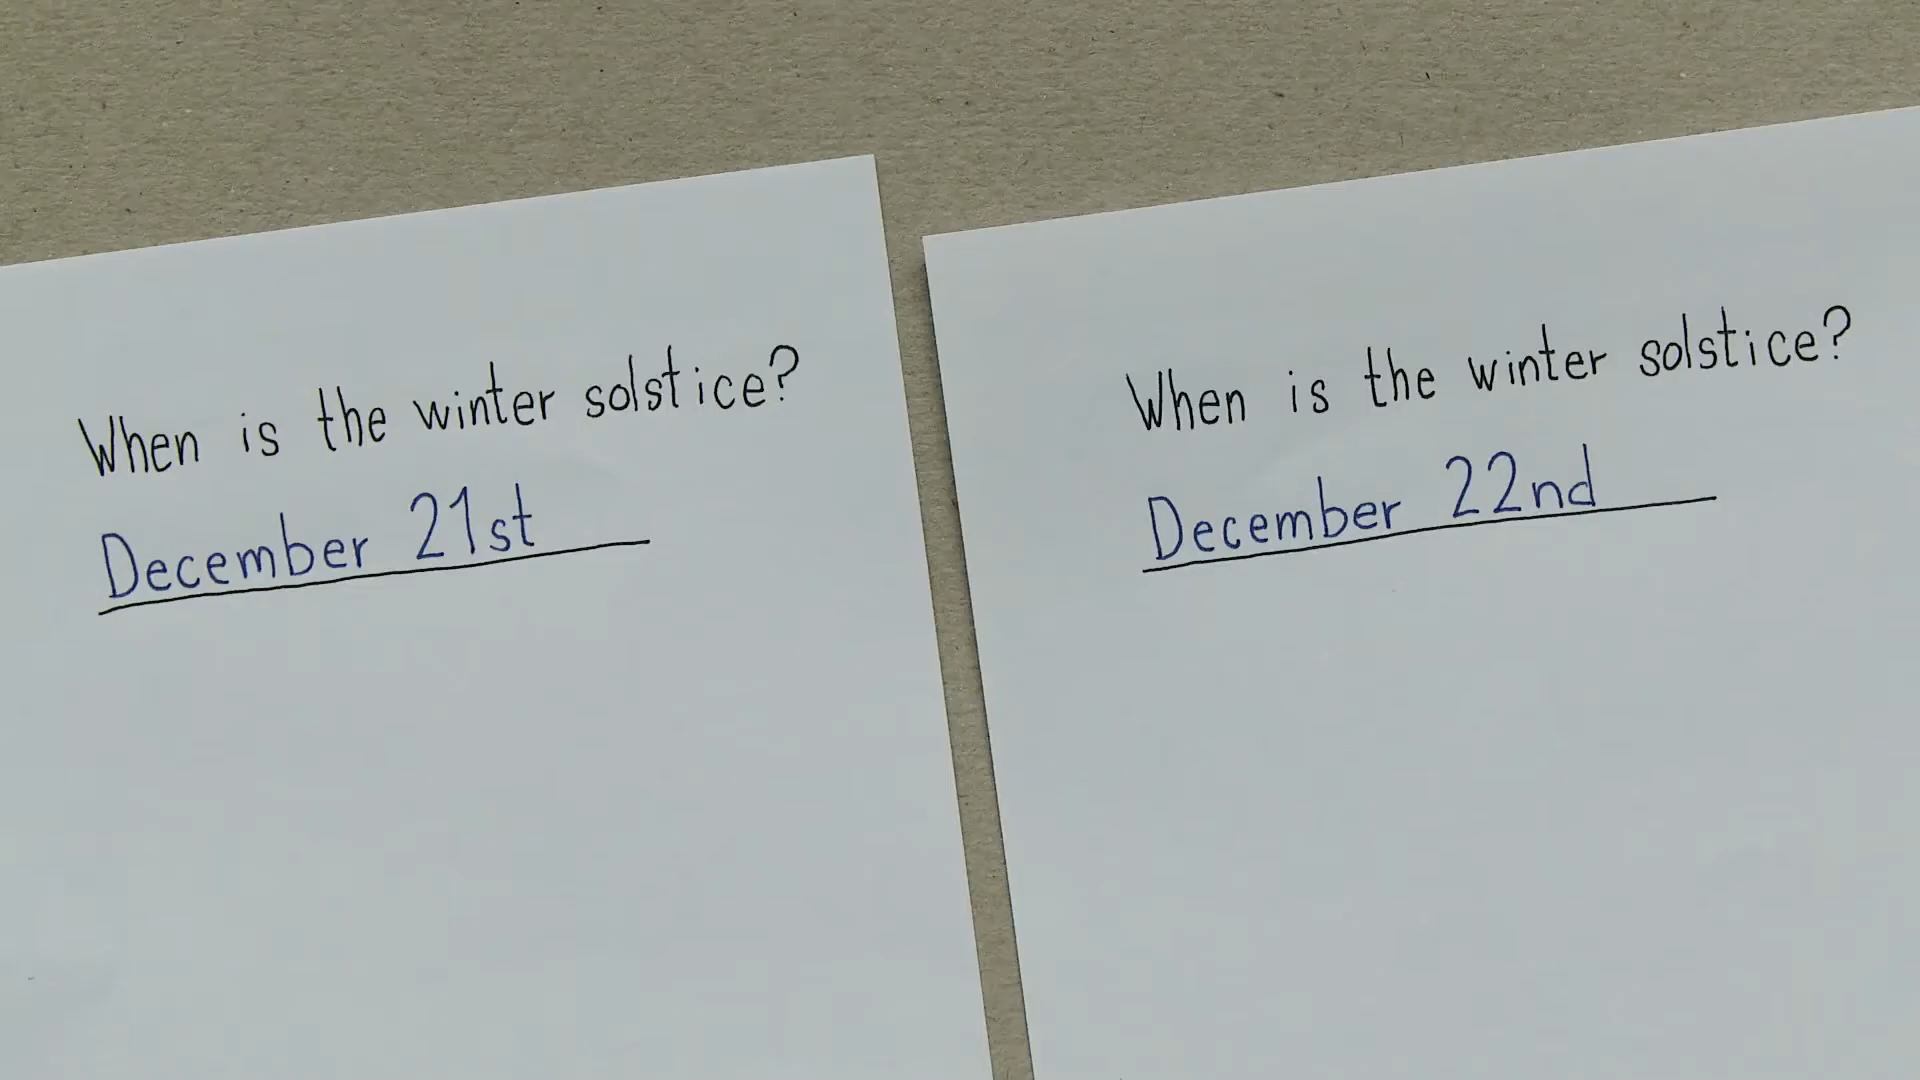 When is the winter solstice?
December 21st
When is the winter solstice?
December 22nd